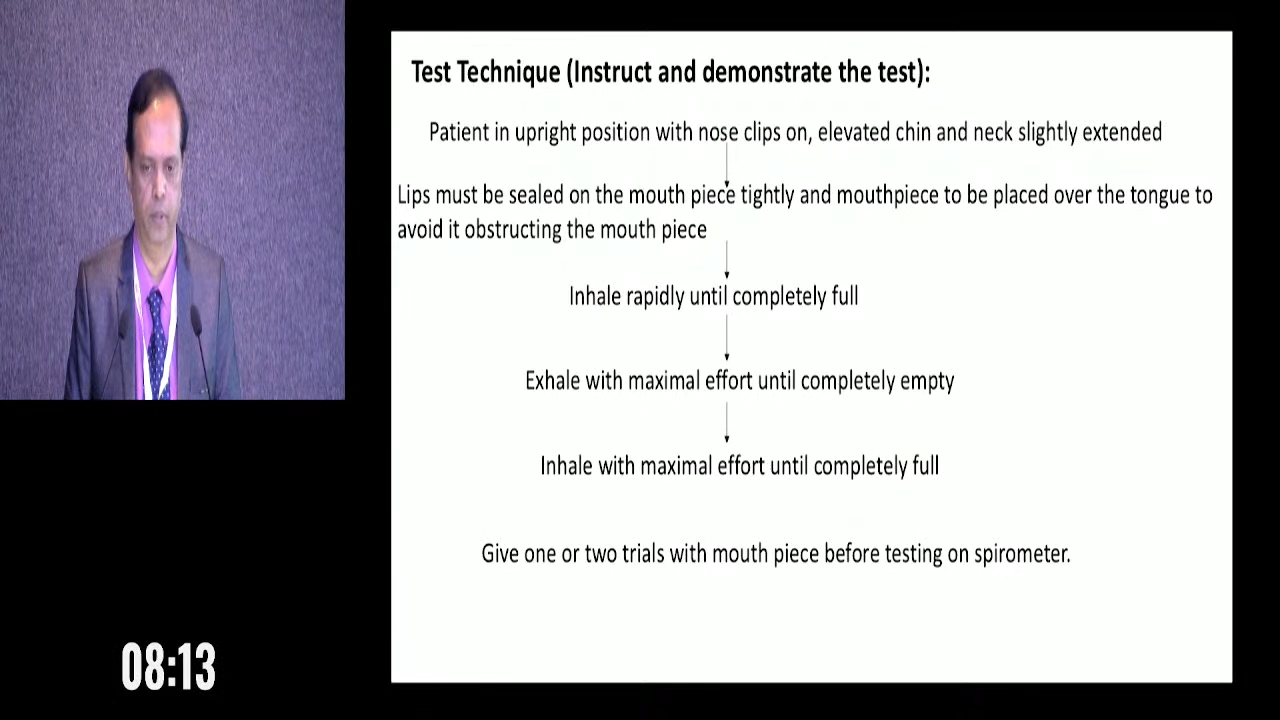 Test Technique (Instruct and demonstrate the test):
Patient in upright position with nose clips on, elevated chin and neck slightly extended
Lips must be sealed on the mouth piece tightly and mouthpiece to be placed over the tongue to
avoid it obstructing the mouth piece
Inhale rapidly until completely full
Exhale with maximal effort until completely empty
Inhale with maximal effort until completely full
Give one or two trials with mouth piece before testing on spirometer.
08:13